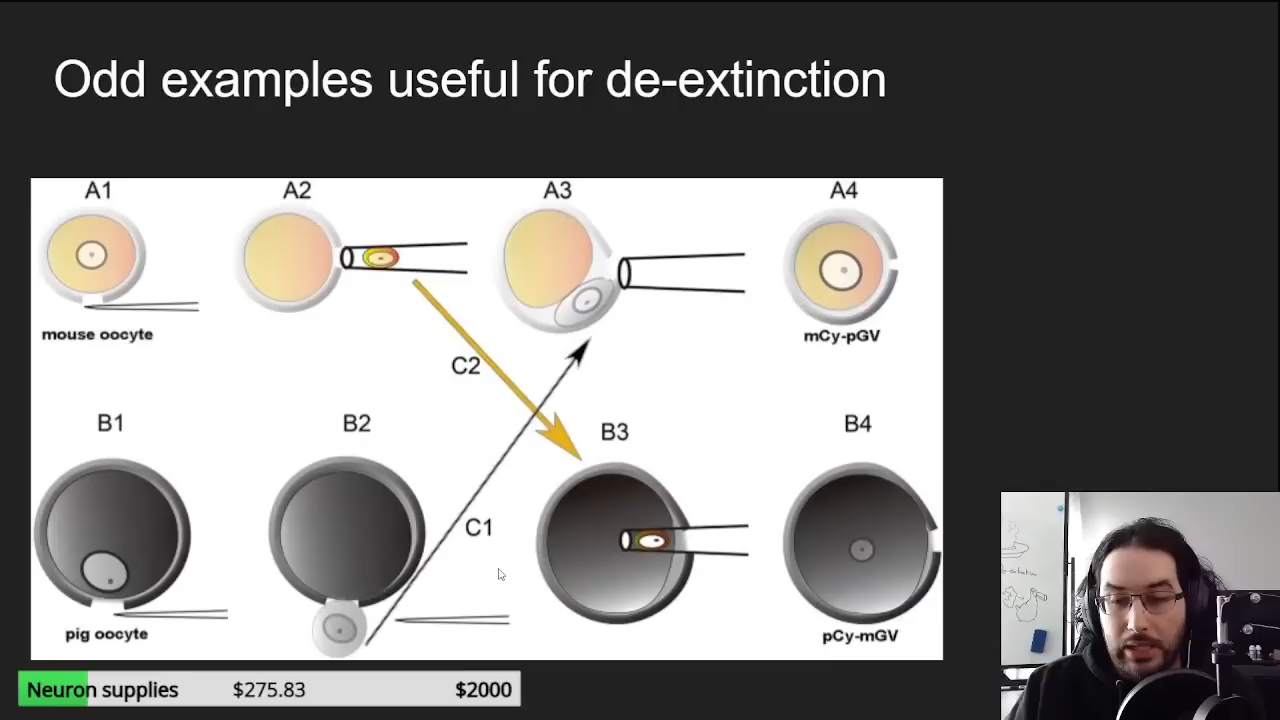 Odd examples useful for de-extinction
A1 A2 A3 A4
mouse oocyte
mCy-pGV
C2
B1 B2 B3 B4
C1
pig oocyte
pCy-mGV
Neuron supplies $275.83 $2000